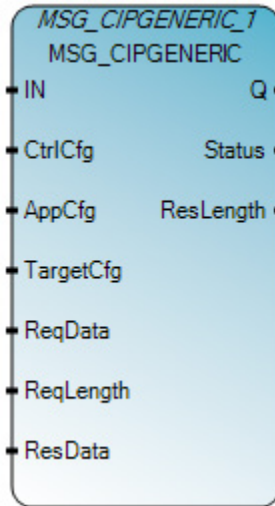 MSG_CIPGENERIC_1
MSG_CIPGENERIC
IN Q
CtrlCfg Status
AppCfg ResLength
TargetCfg
ReqData
ReqLength
ResData